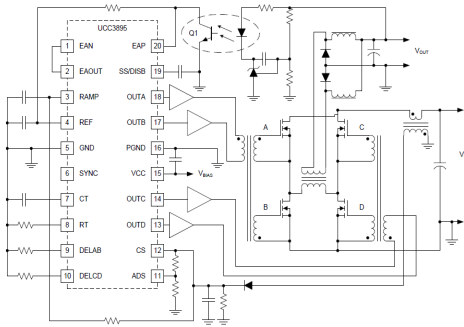 UCC3895
Q1
1 EAN EAP 20
2 EAOUT SS/DISB 19
3 RAMP OUTA 18
4 REF OUTB 17
5 GND PGND 16
6 SYNC VCC 15
7 CT OUTC 14
8 RT OUTD 13
9 DELAB CS 12
10 DELCD ADS 11
VBIAS
VOUT
A
C
B
D
V